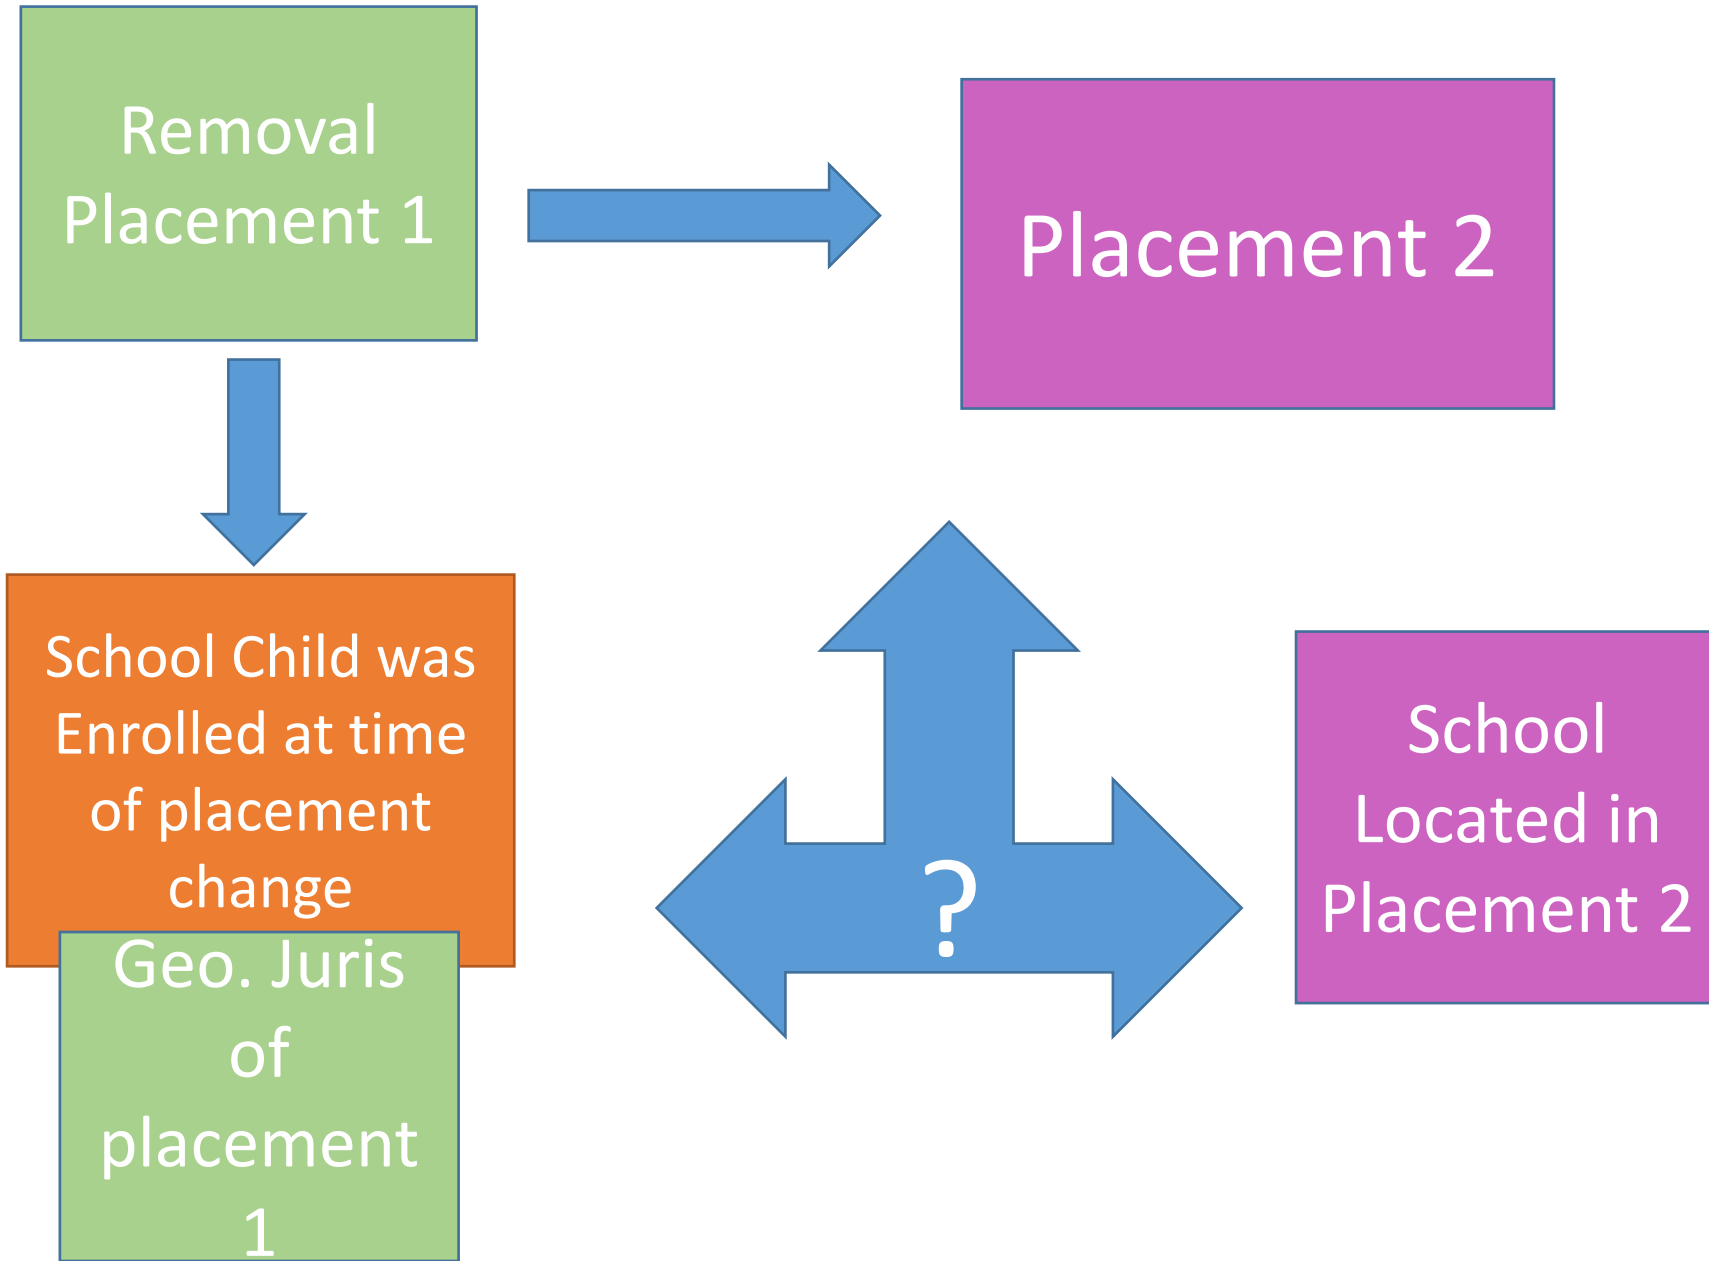 Removal
Placement 1
Placement 2
School Child was
Enrolled at time
of placement
change
Geo. Juris
of
placement
1
?
School
Located in
Placement 2